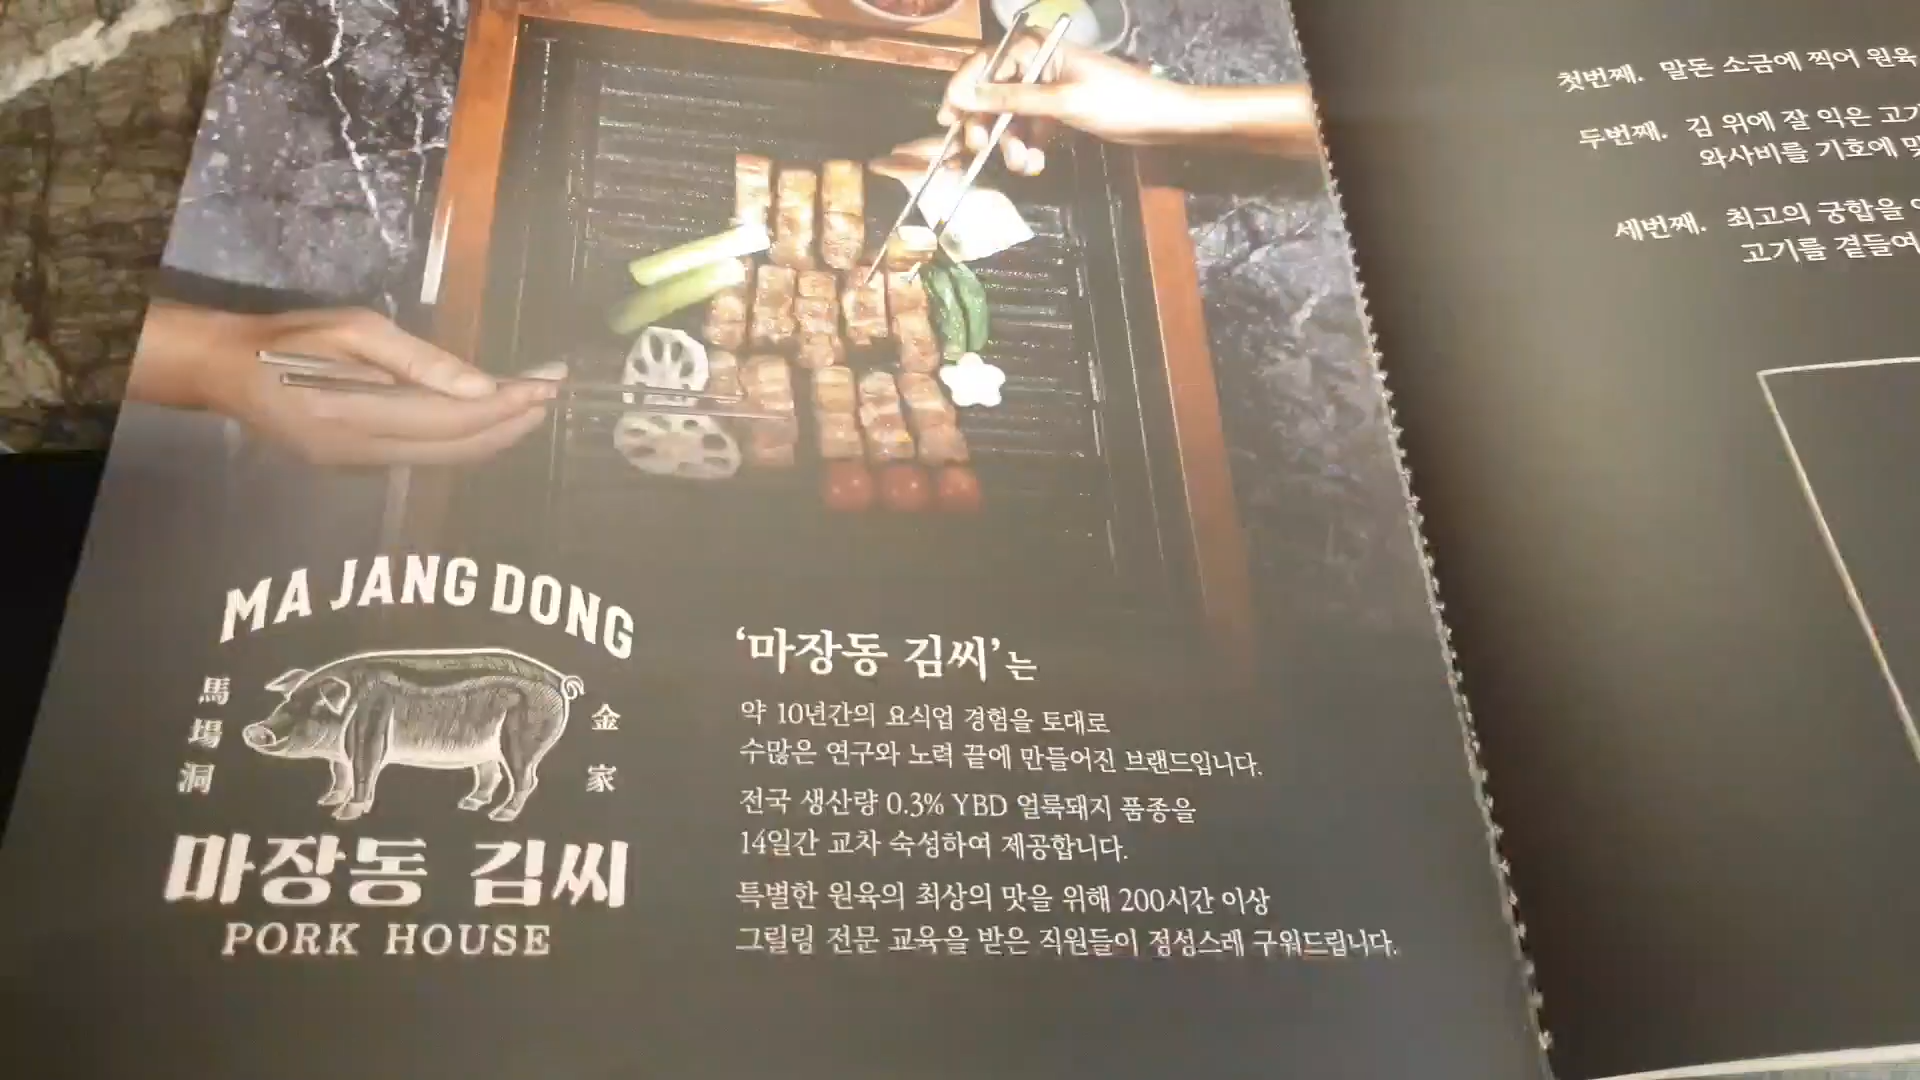 MA JANG DONG
馬場洞
金家
마장동 김씨
PORK HOUSE
‘마장동 김씨’는
약 10년간의 요식업 경험을 토대로
수많은 연구와 노력 끝에 만들어진 브랜드입니다.
전국 생산량 0.3% YBD 얼룩돼지 품종을
14일간 교차 숙성하여 제공합니다.
특별한 원육의 최상의 맛을 위해 200시간 이상
그릴링 전문 교육을 받은 직원들이 정성스레 구워드립니다.
첫번째. 말돈 소금에 찍어 원육
두번째. 김 위에 잘 익은 고기
와사비를 기호에
세번째. 최고의 궁합을
고기를 곁들여